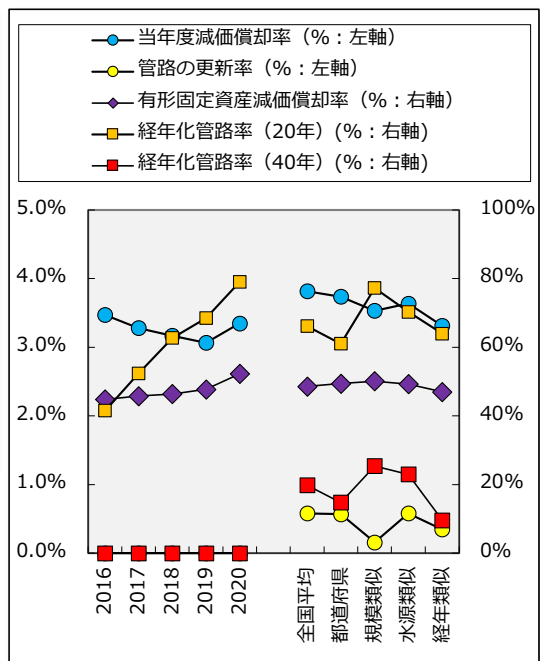 当年度減価償却率（%：左軸）
管路の更新率（%：左軸）
有形固定資産減価償却率（%：右軸）
経年化管路率（20年）(%：右軸)
経年化管路率（40年）(%：右軸)
5.0%
4.0%
3.0%
2.0%
1.0%
0.0%
100%
80%
60%
40%
20%
0%
2016
2017
2018
2019
2020
全国平均
都道府県
規模類似
水源類似
経年類似